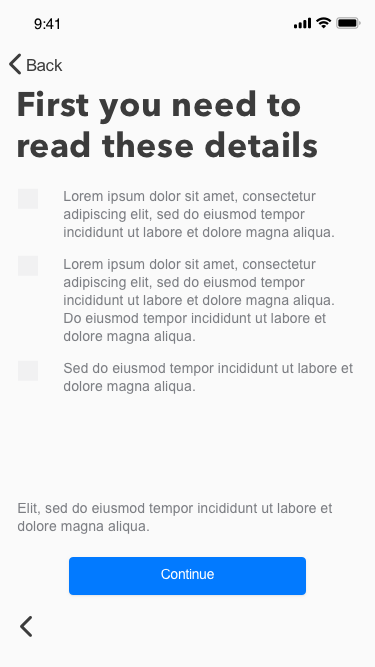 9:41
Back
First you need to
read these details
Lorem ipsum dolor sit amet, consectetur
adipiscing elit, sed do eiusmod tempor
incididunt ut labore et dolore magna aliqua.
Lorem ipsum dolor sit amet, consectetur
adipiscing elit, sed do eiusmod tempor
incididunt ut labore et dolore magna aliqua.
Do eiusmod tempor incididunt ut labore et
dolore magna aliqua.
Sed do eiusmod tempor incididunt ut labore et
dolore magna aliqua.
Elit, sed do eiusmod tempor incididunt ut labore et
dolore magna aliqua.
Continue